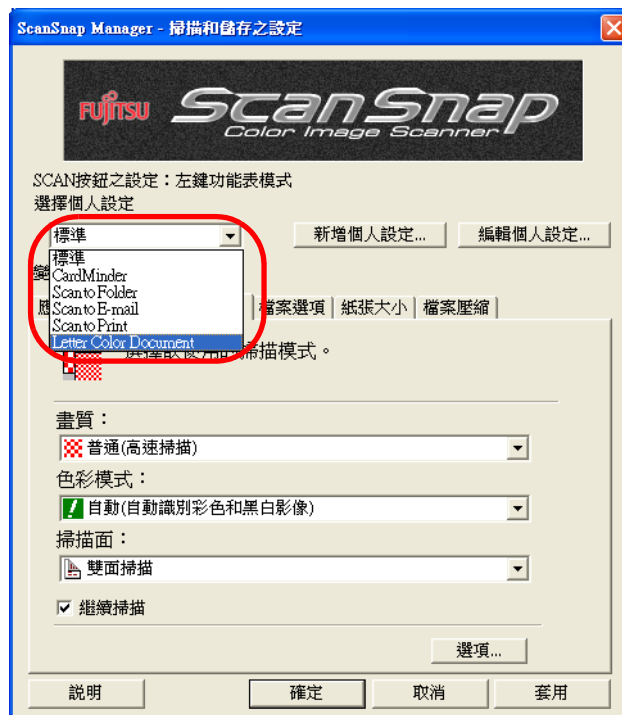 ScanSnap Manager - 掃描和儲存之設定
FUJITSU ScanSnap
Color Image Scanner
SCAN按鈕之設定：左鍵功能表模式
選擇個人設定
標準 新增個人設定... 編輯個人設定...
標準
CardMinder
Scan to Folder
Scan to E-mail 檔案選項 紙張大小 檔案壓縮
Scan to Print
Letter Color Document
掃描模式。
畫質：
普通(高速掃描)
色彩模式：
自動(自動識別彩色和黑白影像)
掃描面：
雙面掃描
繼續掃描
選項...
說明 確定 取消 套用